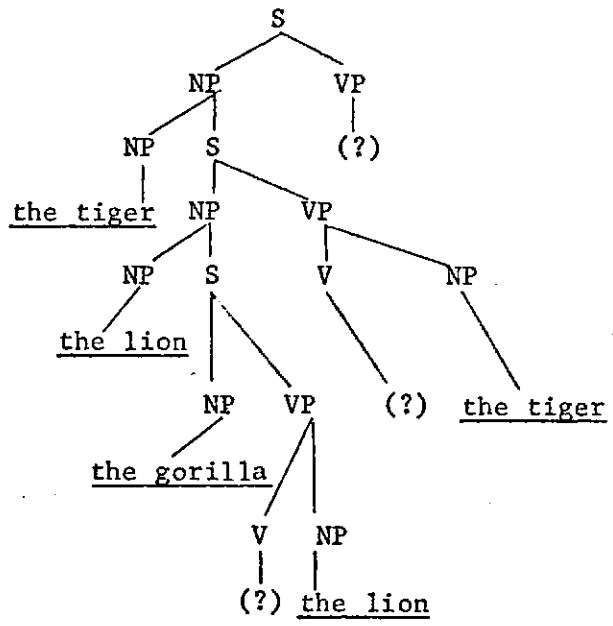 S
NP VP
NP S (?)
the tiger NP VP
NP S V NP
the lion
NP VP (?) the tiger
the gorilla
V NP
(?) the lion